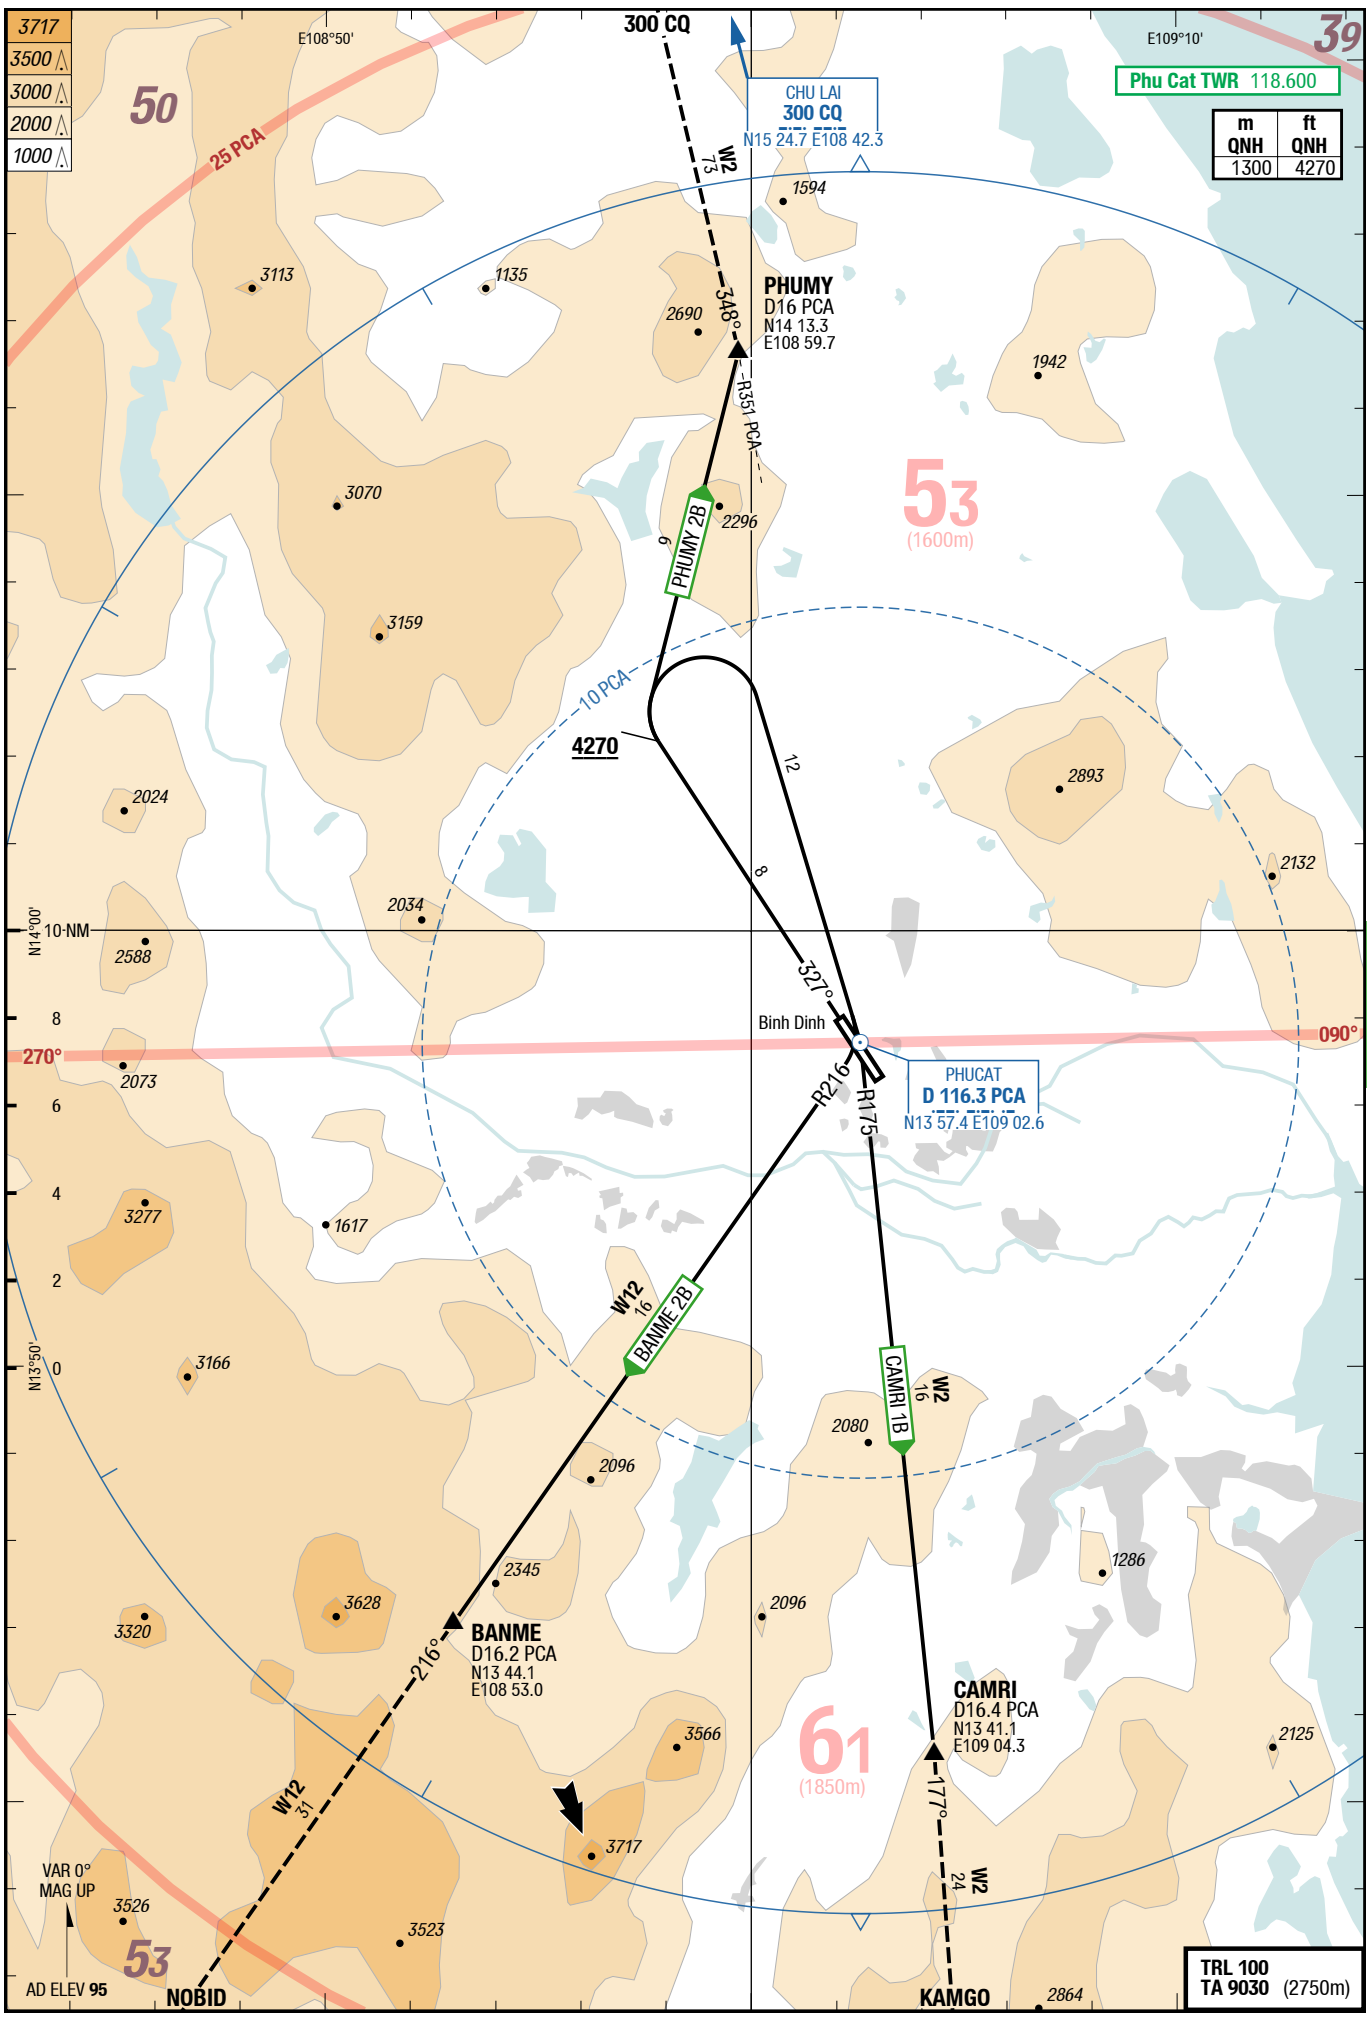 3717
3500
3000
2000
1000
50
25 PCA
E108°50'
300 CQ
CHU LAI
300 CQ
N15 24.7 E108 42.3
E109°10'
39
Phu Cat TWR 118.600
m ft
QNH QNH
1300 4270
W2
73
1594
3113
1135
2690
348°
PHUMY
D16 PCA
N14 13.3
E108 59.7
1942
R351 PCA
3070
2296
PHUMY 2B
9
53
(1600m)
3159
10 PCA
4270
12
2893
2024
8
2132
2034
N14°00'
10 NM
2588
327°
Binh Dinh
8
270°
090°
2073
PHUCAT
D 116.3 PCA
N13 57.4 E109 02.6
R216
R175
6
4
3277
1617
2
W12
16
BANME 2B
N13°50'
0
3166
CAMRI 1B
W2
16
2080
2096
2345
1286
3628
2096
3320
BANME
D16.2 PCA
N13 44.1
E108 53.0
216°
CAMRI
D16.4 PCA
N13 41.1
E109 04.3
61
(1850m)
3566
2125
177°
W12
31
3717
VAR 0°
MAG UP
W2
24
3526
3523
53
AD ELEV 95
NOBID
KAMGO
2864
TRL 100
TA 9030 (2750m)